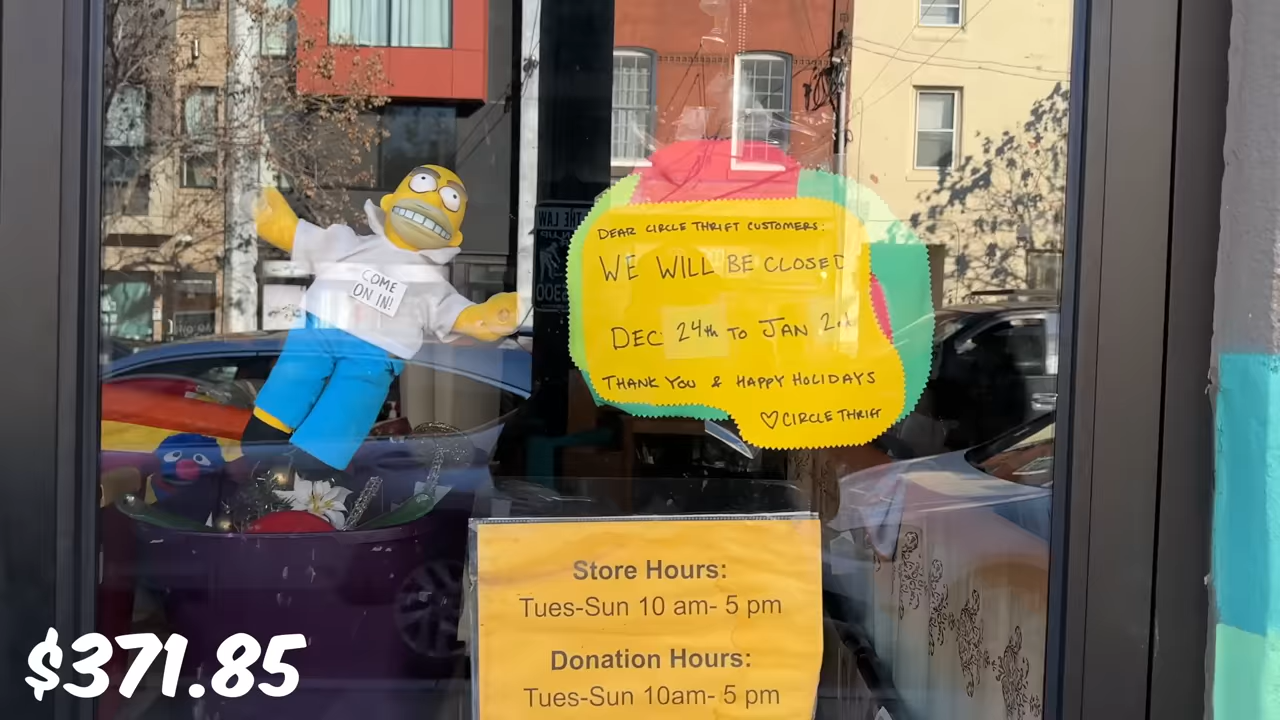 COME
ON IN!
DEAR CIRCLE THRIFT CUSTOMERS:
WE WILL BE CLOSED
DEC 24th TO JAN 2nd
THANK YOU & HAPPY HOLIDAYS
♡ CIRCLE THRIFT
Store Hours:
Tues-Sun 10 am- 5 pm
Donation Hours:
Tues-Sun 10am- 5 pm
$371.85